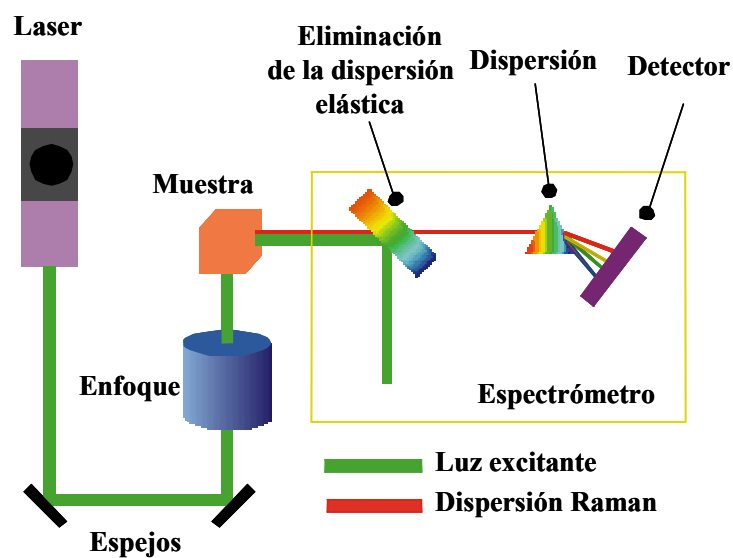 Laser
Eliminación
de la dispersión
elástica
Dispersión
Detector
Muestra
Enfoque
Espectrómetro
Luz excitante
Dispersión Raman
Espejos